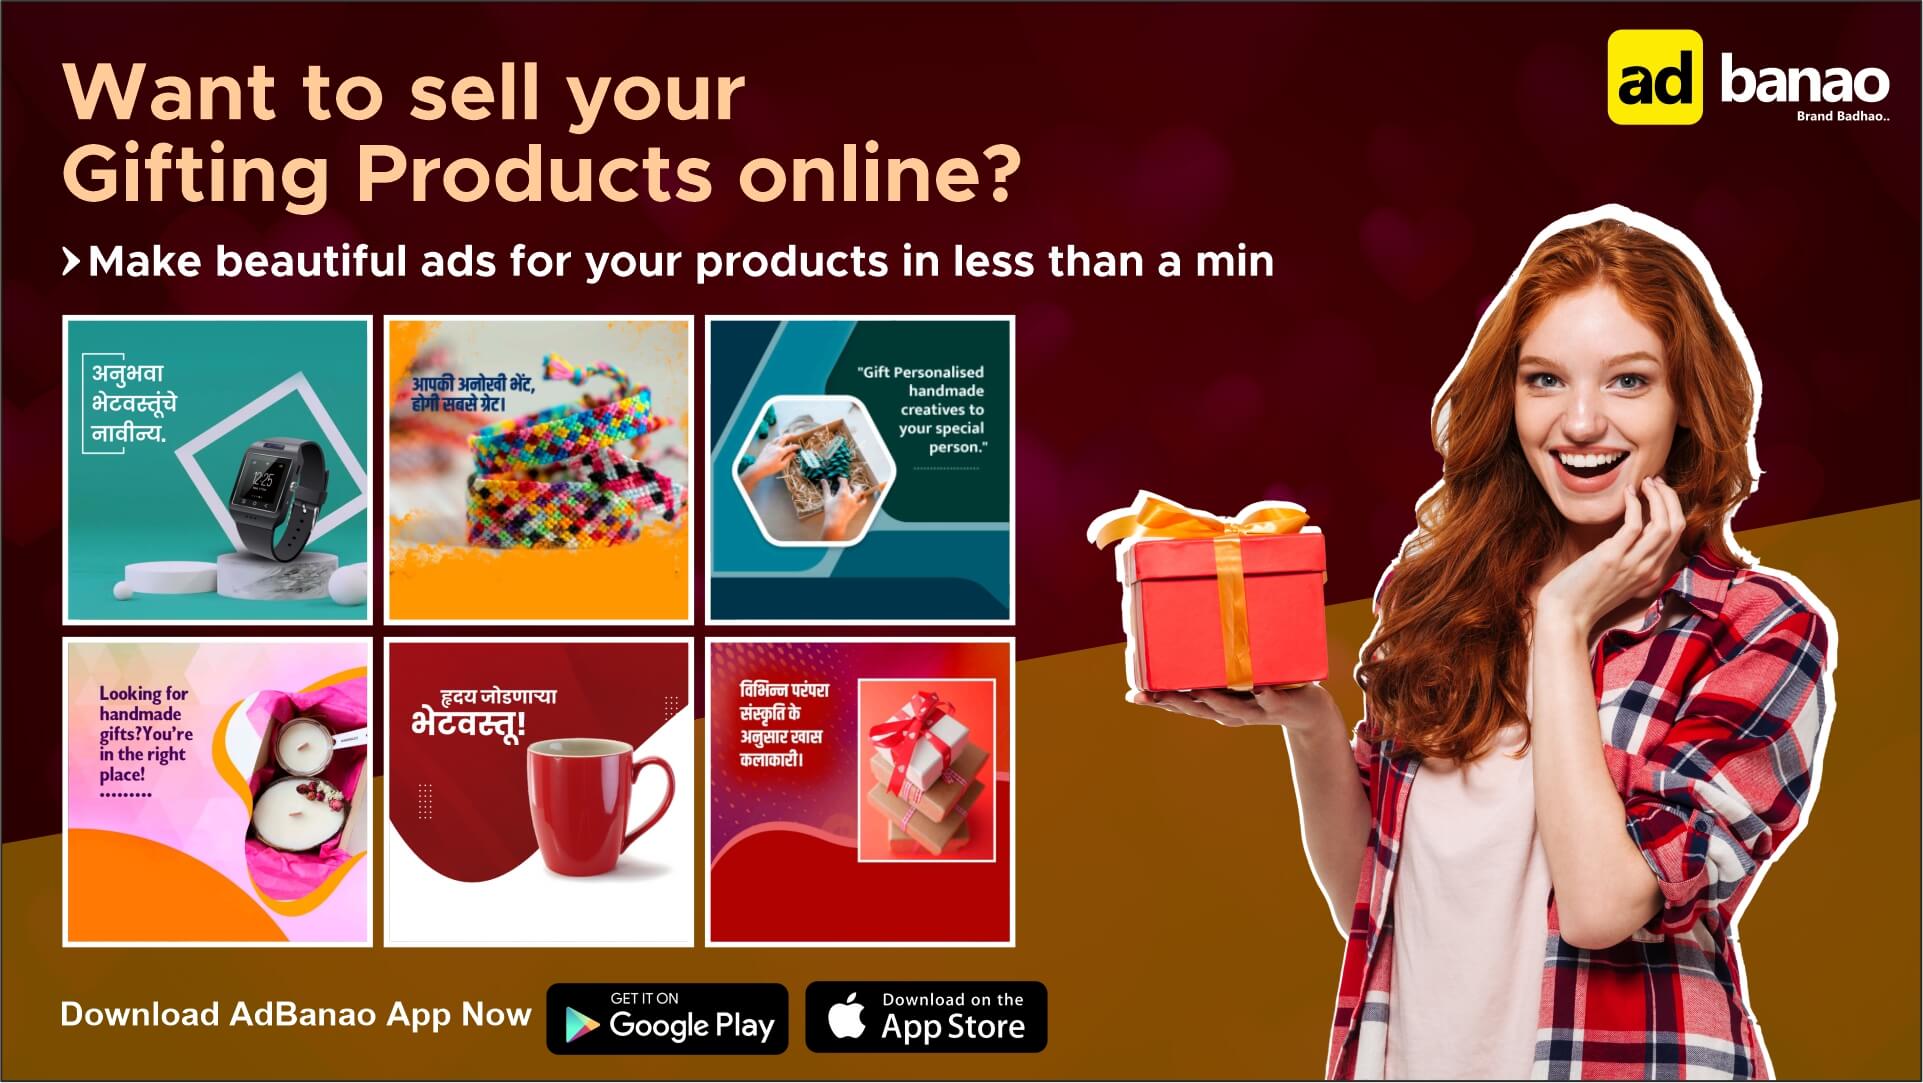 Want to sell your
Gifting Products online?
Make beautiful ads for your products in less than a min
ad banao
Brand Badhao..
अनुभवा
भेटवस्तूंचे
नावीन्य.
12:25
आपकी अनोखी भेंट,
होगी सबसे ग्रेट।
"Gift Personalised
handmade
creatives to
your special
person."
Looking for
handmade
gifts?You're
in the right
place!
हृदय जोडणाऱ्या
भेटवस्तू!
विभिन्न परंपरा
संस्कृति के
अनुसार खास
कलाकारी।
Download AdBanao App Now
GET IT ON
Google Play
Download on the
App Store